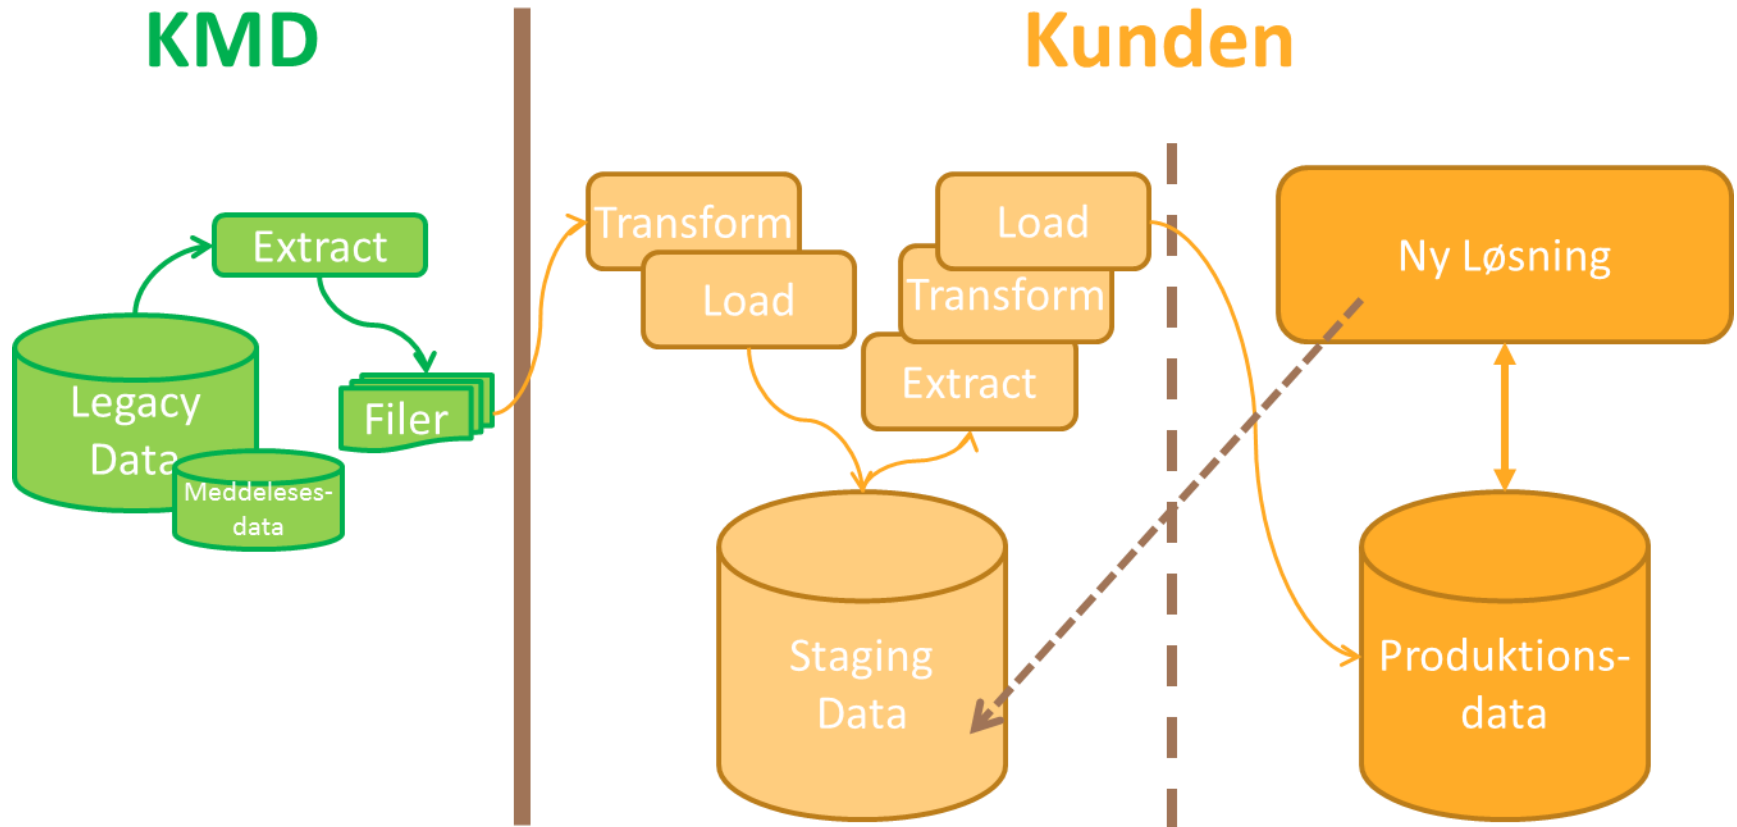 KMD
Kunden
Extract
Legacy
Data
Meddeleses-
data
Filer
Transform
Load
Load
Transform
Extract
Staging
Data
Ny Løsning
Produktions-
data